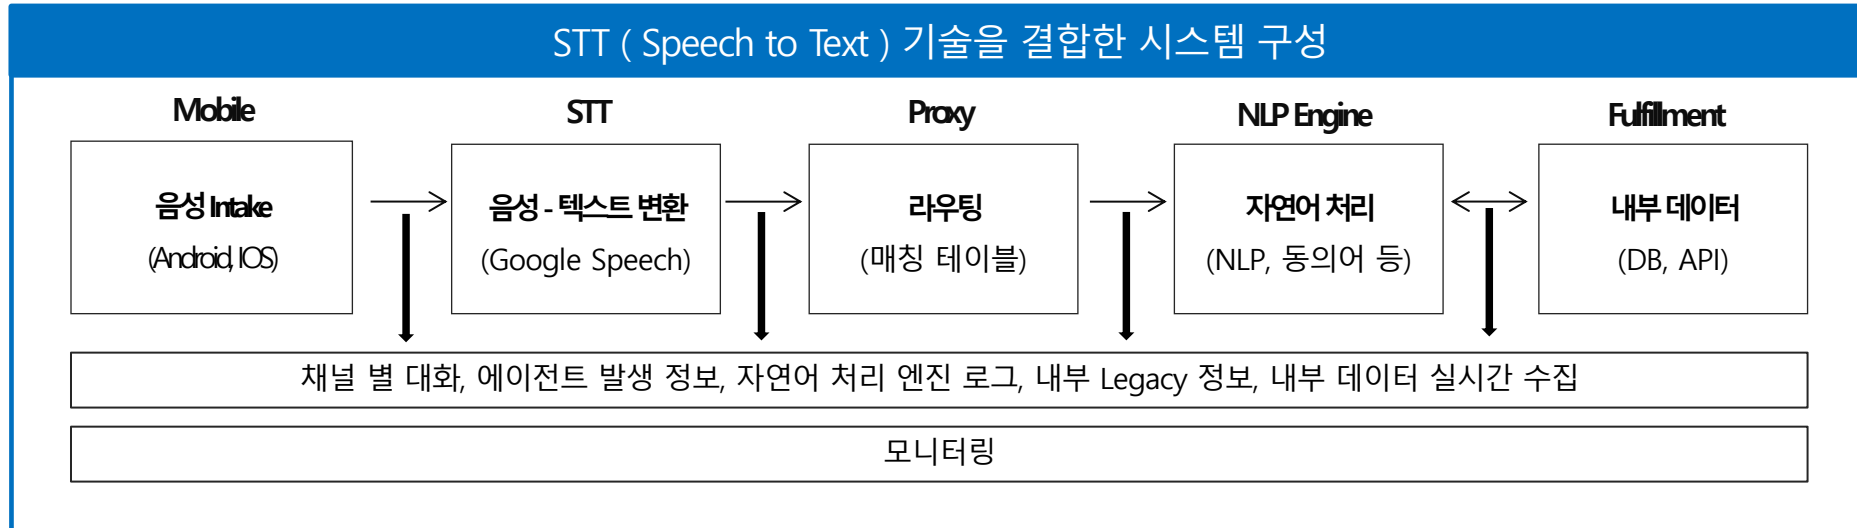 STT ( Speech to Text ) 기술을 결합한 시스템 구성
Mobile
STT
Proxy
NLP Engine
Fulfillment
음성 Intake
(Android, IOS)
음성 - 텍스트 변환
(Google Speech)
라우팅
(매칭 테이블)
자연어 처리
(NLP, 동의어 등)
내부 데이터
(DB, API)
채널 별 대화, 에이전트 발생 정보, 자연어 처리 엔진 로그, 내부 Legacy 정보, 내부 데이터 실시간 수집
모니터링